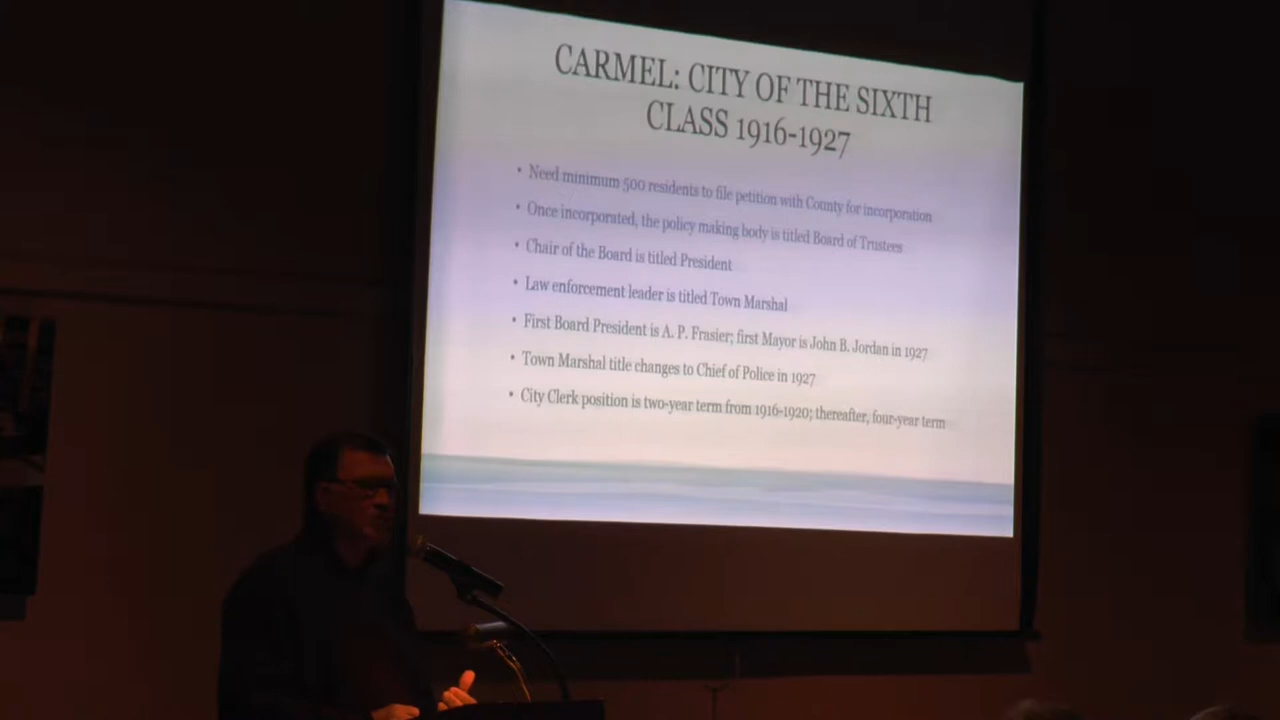 CARMEL: CITY OF THE SIXTH
CLASS 1916-1927
• Need minimum 500 residents to file petition with County for incorporation
• Once incorporated, the policy making body is titled Board of Trustees
• Chair of the Board is titled President
• Law enforcement leader is titled Town Marshal
• First Board President is A. P. Frasier; first Mayor is John B. Jordan in 1927
• Town Marshal title changes to Chief of Police in 1927
• City Clerk position is two-year term from 1916-1920; thereafter, four-year term